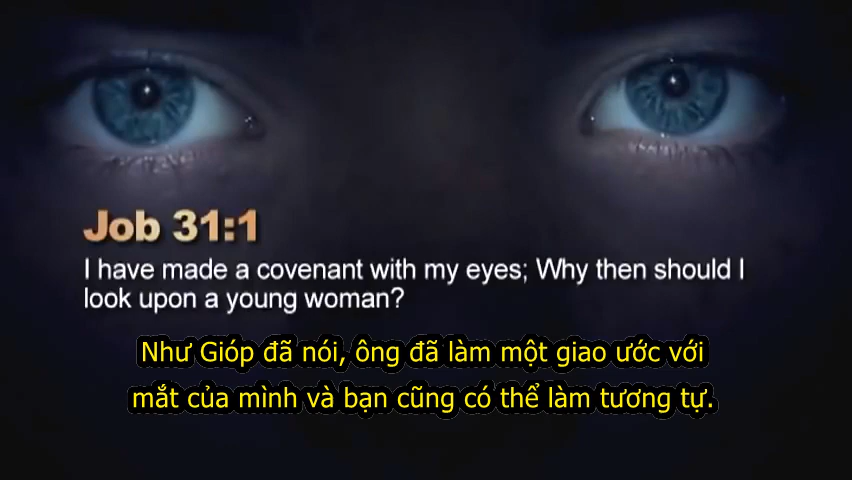 Job 31:1
I have made a covenant with my eyes; Why then should I
look upon a young woman?
Như Gióp đã nói, ông đã làm một giao ước với
mắt của mình và bạn cũng có thể làm tương tự.